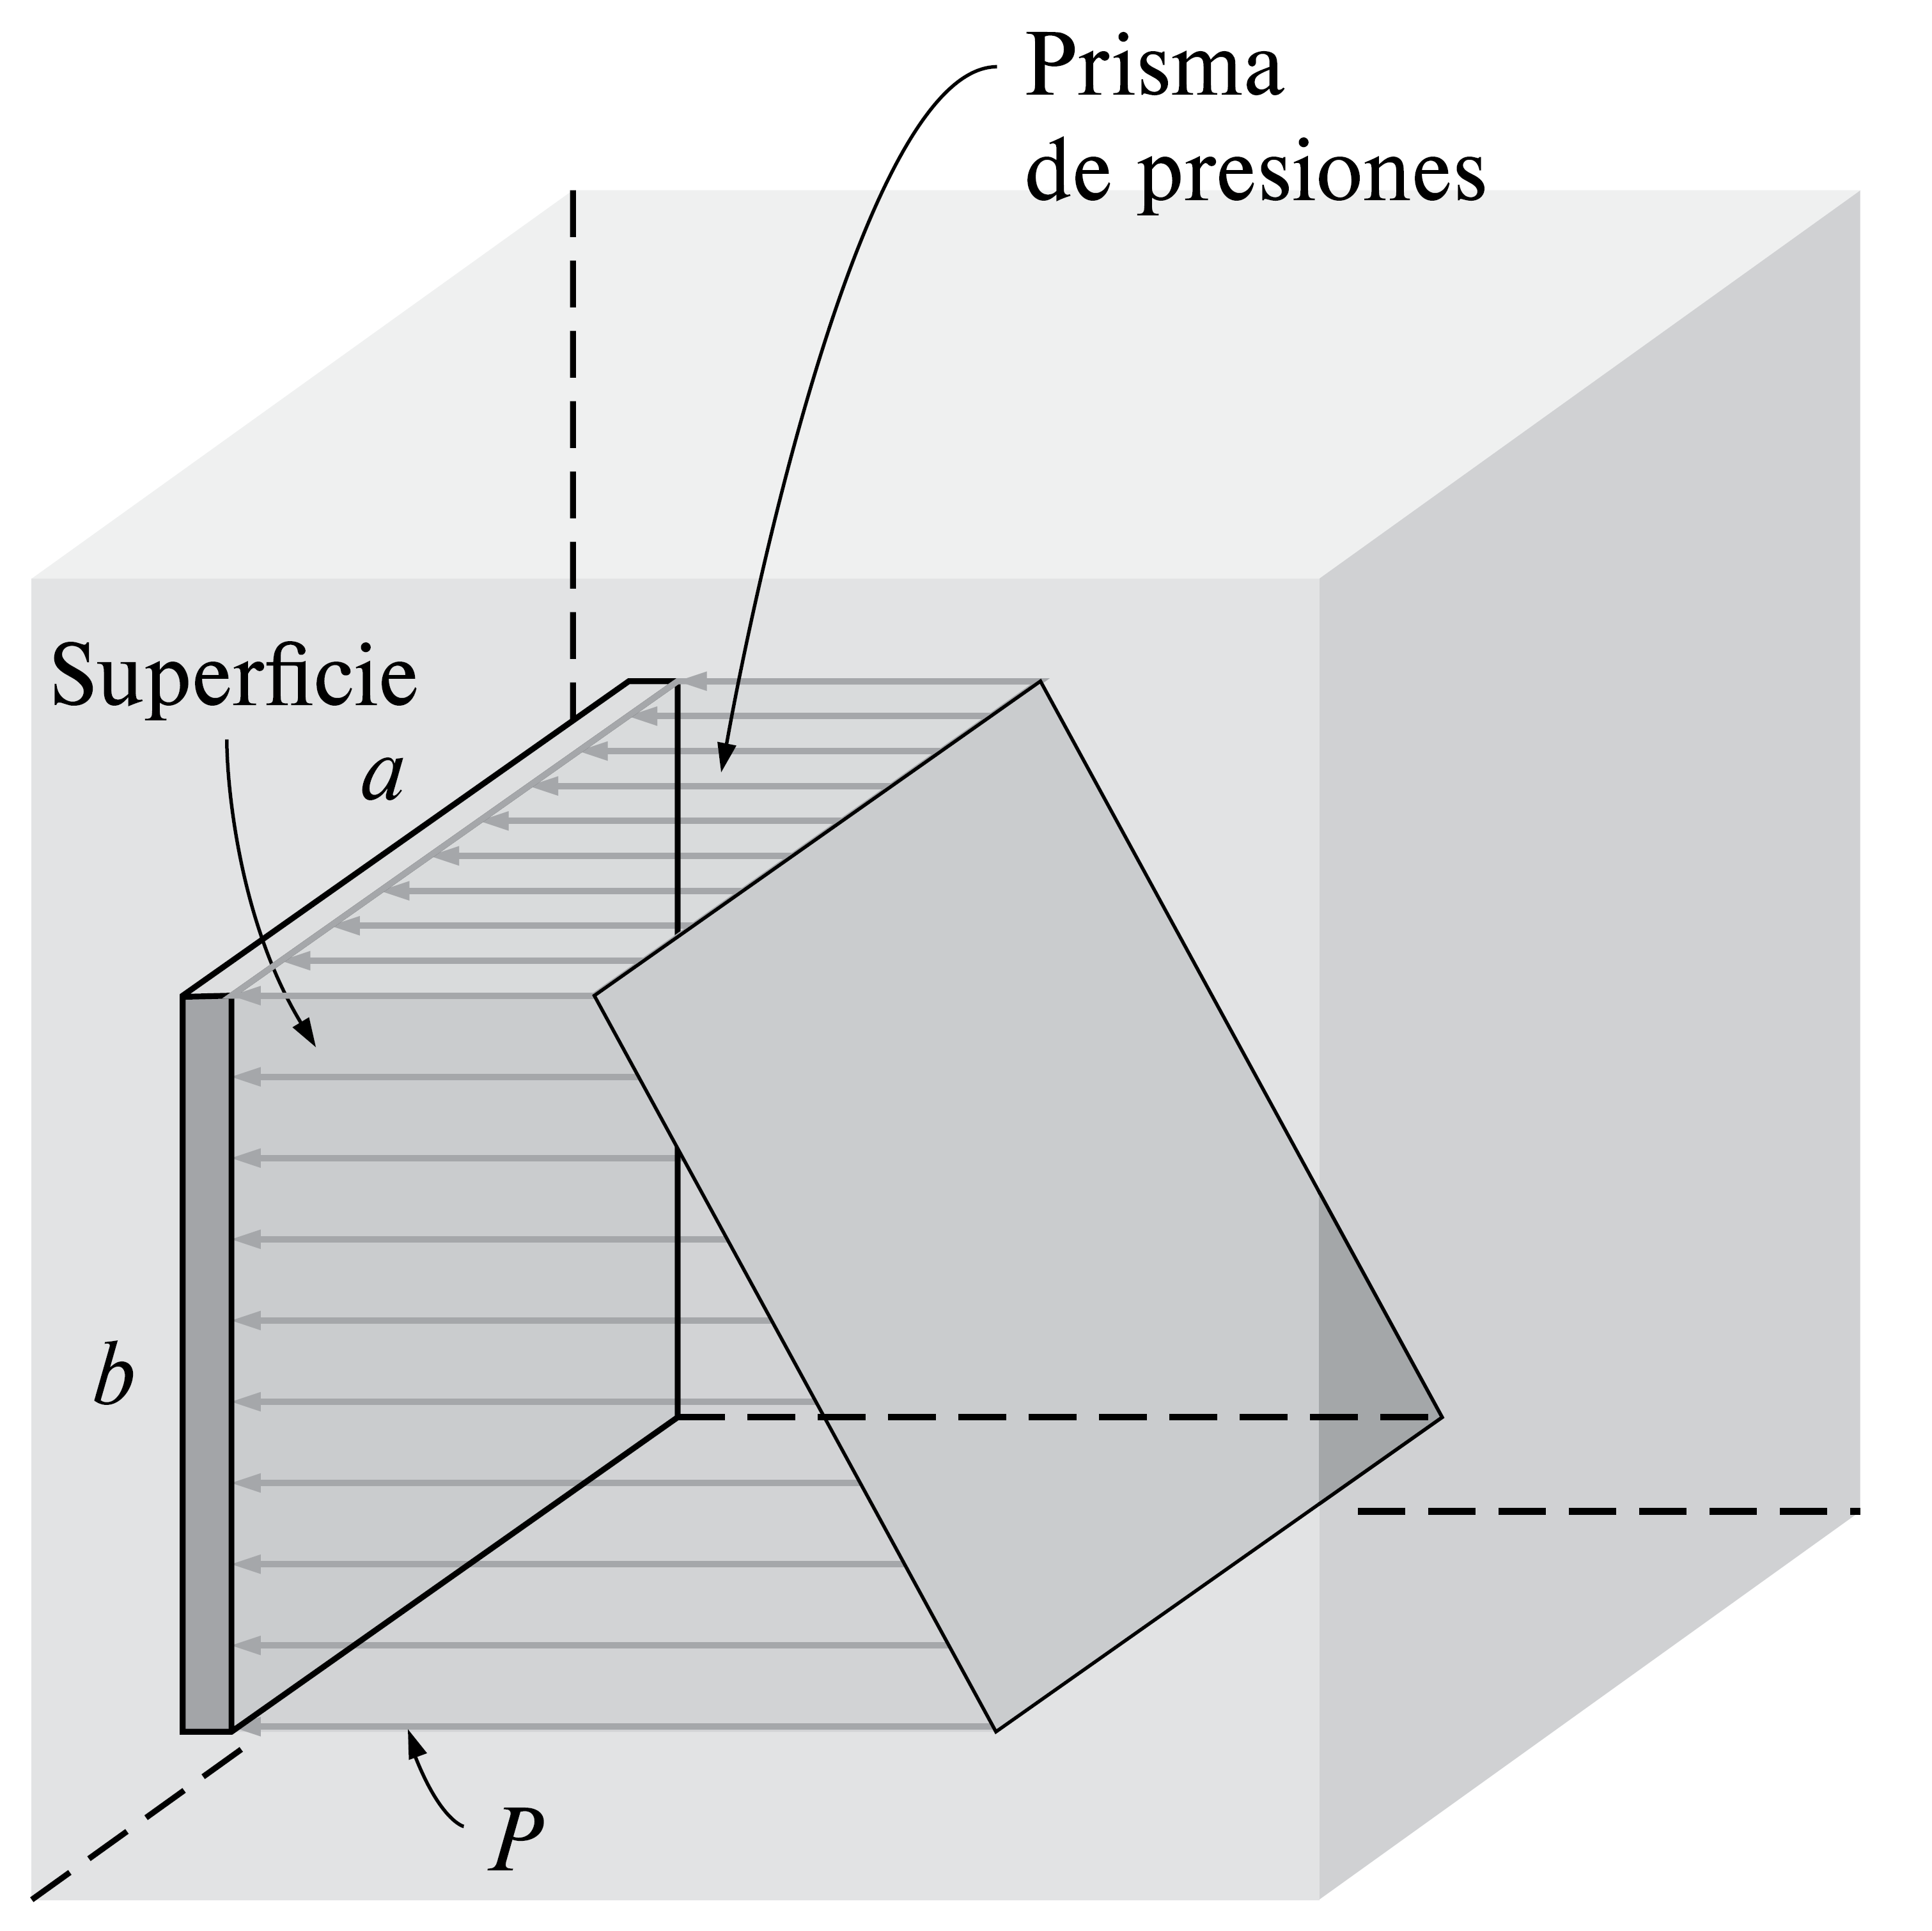 Prisma
de presiones
Superficie
a
b
P